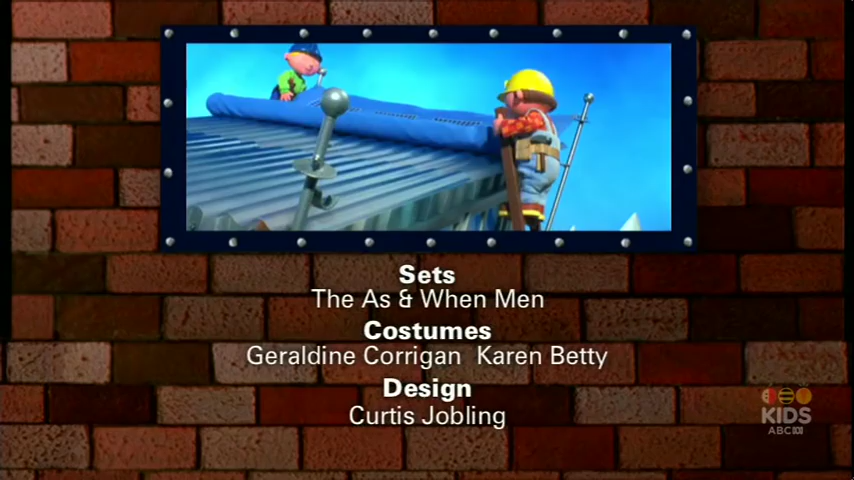 Sets
The As & When Men
Costumes
Geraldine Corrigan Karen Betty
Design
Curtis Jobling
KIDS
ABC